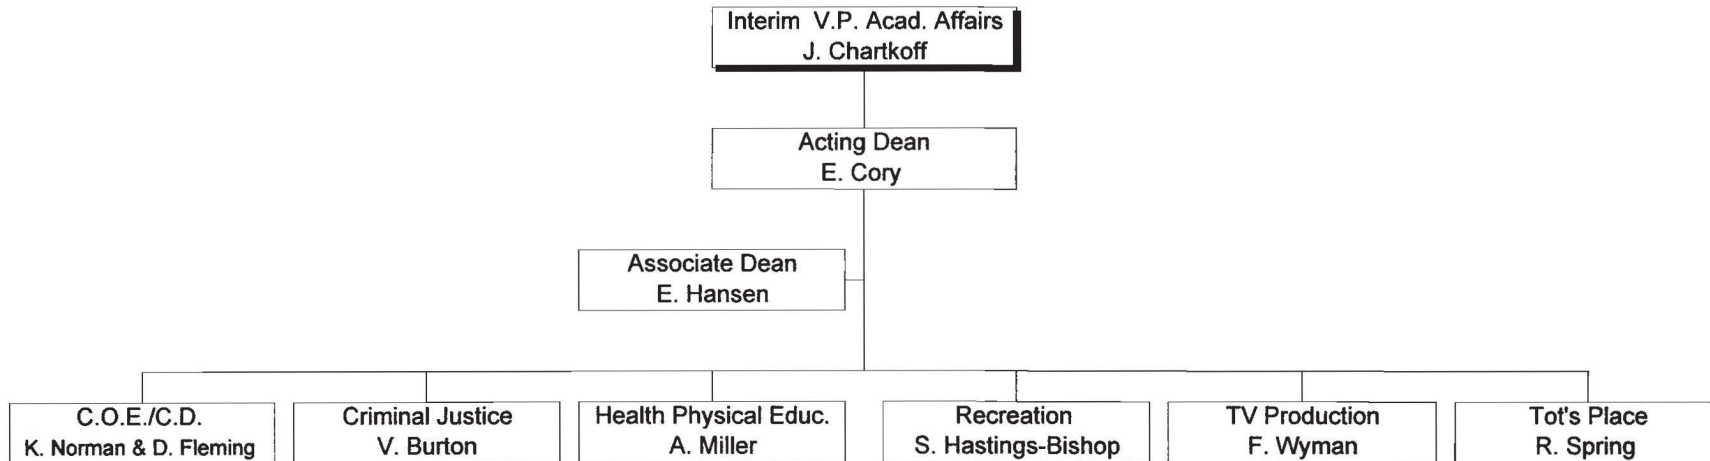 Interim V.P. Acad. Affairs
J. Chartkoff
Acting Dean
E. Cory
Associate Dean
E. Hansen
C.O.E./C.D.
K. Norman & D. Fleming
Criminal Justice
V. Burton
Health Physical Educ.
A. Miller
Recreation
S. Hastings-Bishop
TV Production
F. Wyman
Tot's Place
R. Spring